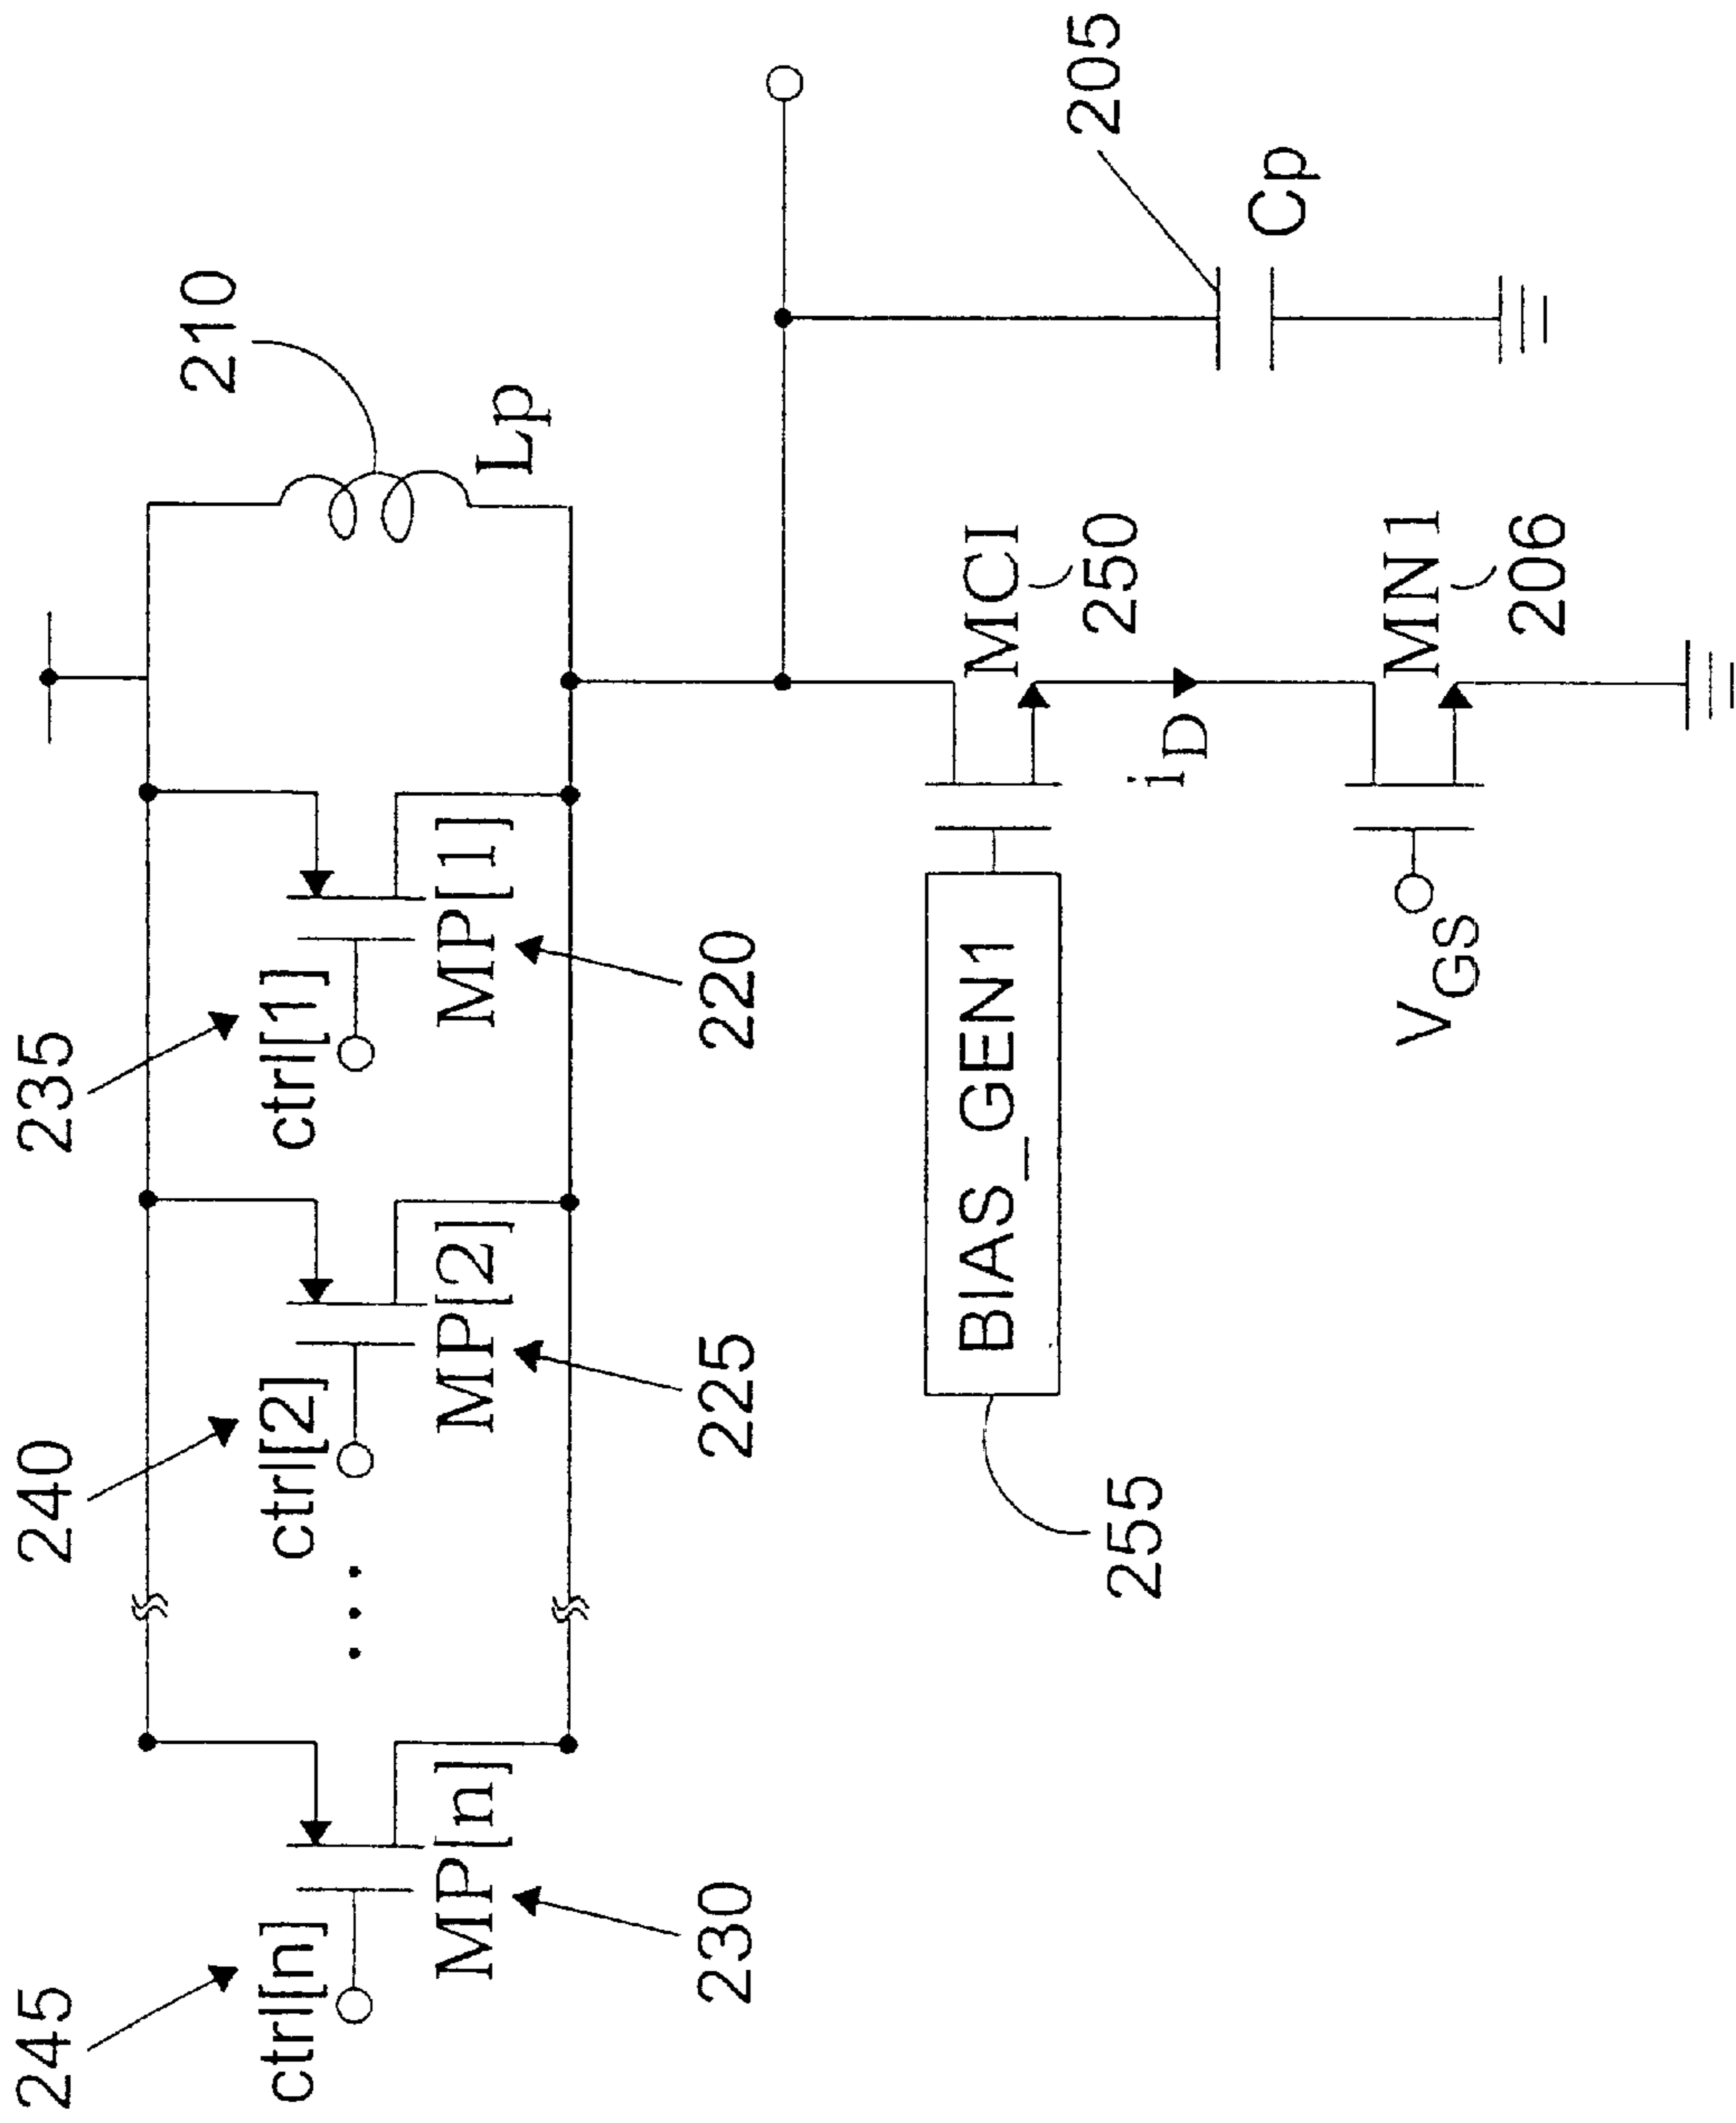 245
240
235
210
ctrl[n]
ctrl[2]
ctrl[1]
...
MP[n]
MP[2]
MP[1]
Lp
230
225
220
205
BIAS_GEN1
MCI
250
255
Cp
iD
VGS
MN1
206